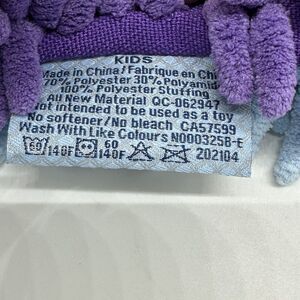 KIDS
Made in China/Fabrique en Chi
70% Polyester 30% Polyamid
100% Polyester Stuffing
All New Material QC-062947
Not intended to be used as a to
No softener/No bleach CA57599
Wash With Like Colours N0003258-E
60/140F 60 140F 202104